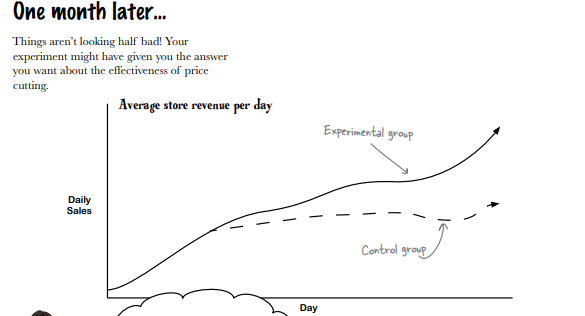 One month later...
Things aren't looking half bad! Your
experiment might have given you the answer
you want about the effectiveness of price
cutting.
Average store revenue per day
Experimental group
Daily
Sales
Control group
Day